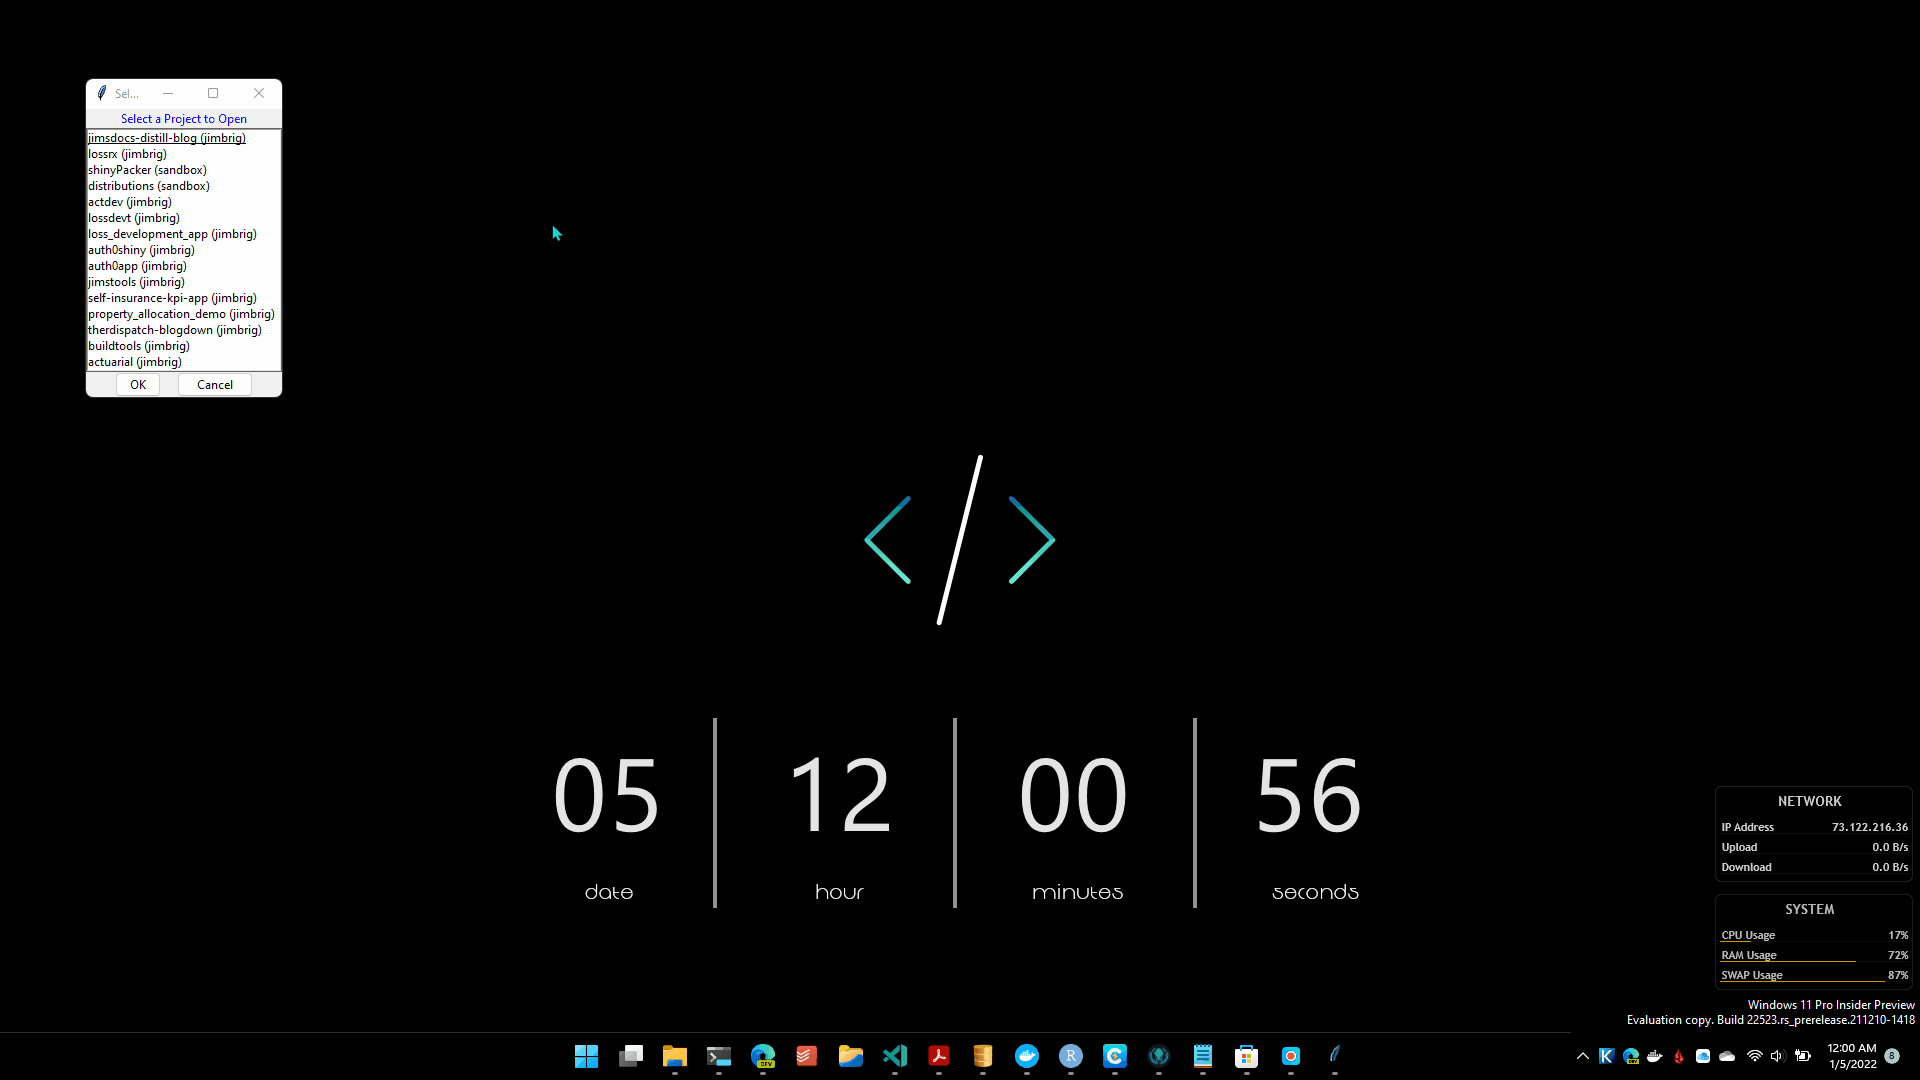 Sel...
Select a Project to Open
jimsdocs-distill-blog (jimbrig)
lossrx (jimbrig)
shinyPacker (sandbox)
distributions (sandbox)
actdev (jimbrig)
lossdevt (jimbrig)
loss_development_app (jimbrig)
auth0shiny (jimbrig)
auth0app (jimbrig)
jimstools (jimbrig)
self-insurance-kpi-app (jimbrig)
property_allocation_demo (jimbrig)
therdispatch-blogdown (jimbrig)
buildtools (jimbrig)
actuarial (jimbrig)
OK Cancel
</>
05 12 00 56
date hour minutes seconds
NETWORK
IP Address 73.122.216.36
Upload 0.0 B/s
Download 0.0 B/s
SYSTEM
CPU Usage 17%
RAM Usage 72%
SWAP Usage 87%
Windows 11 Pro Insider Preview
Evaluation copy. Build 22523.rs_prerelease.211210-1418
DEV
R
K
12:00 AM
1/5/2022
8